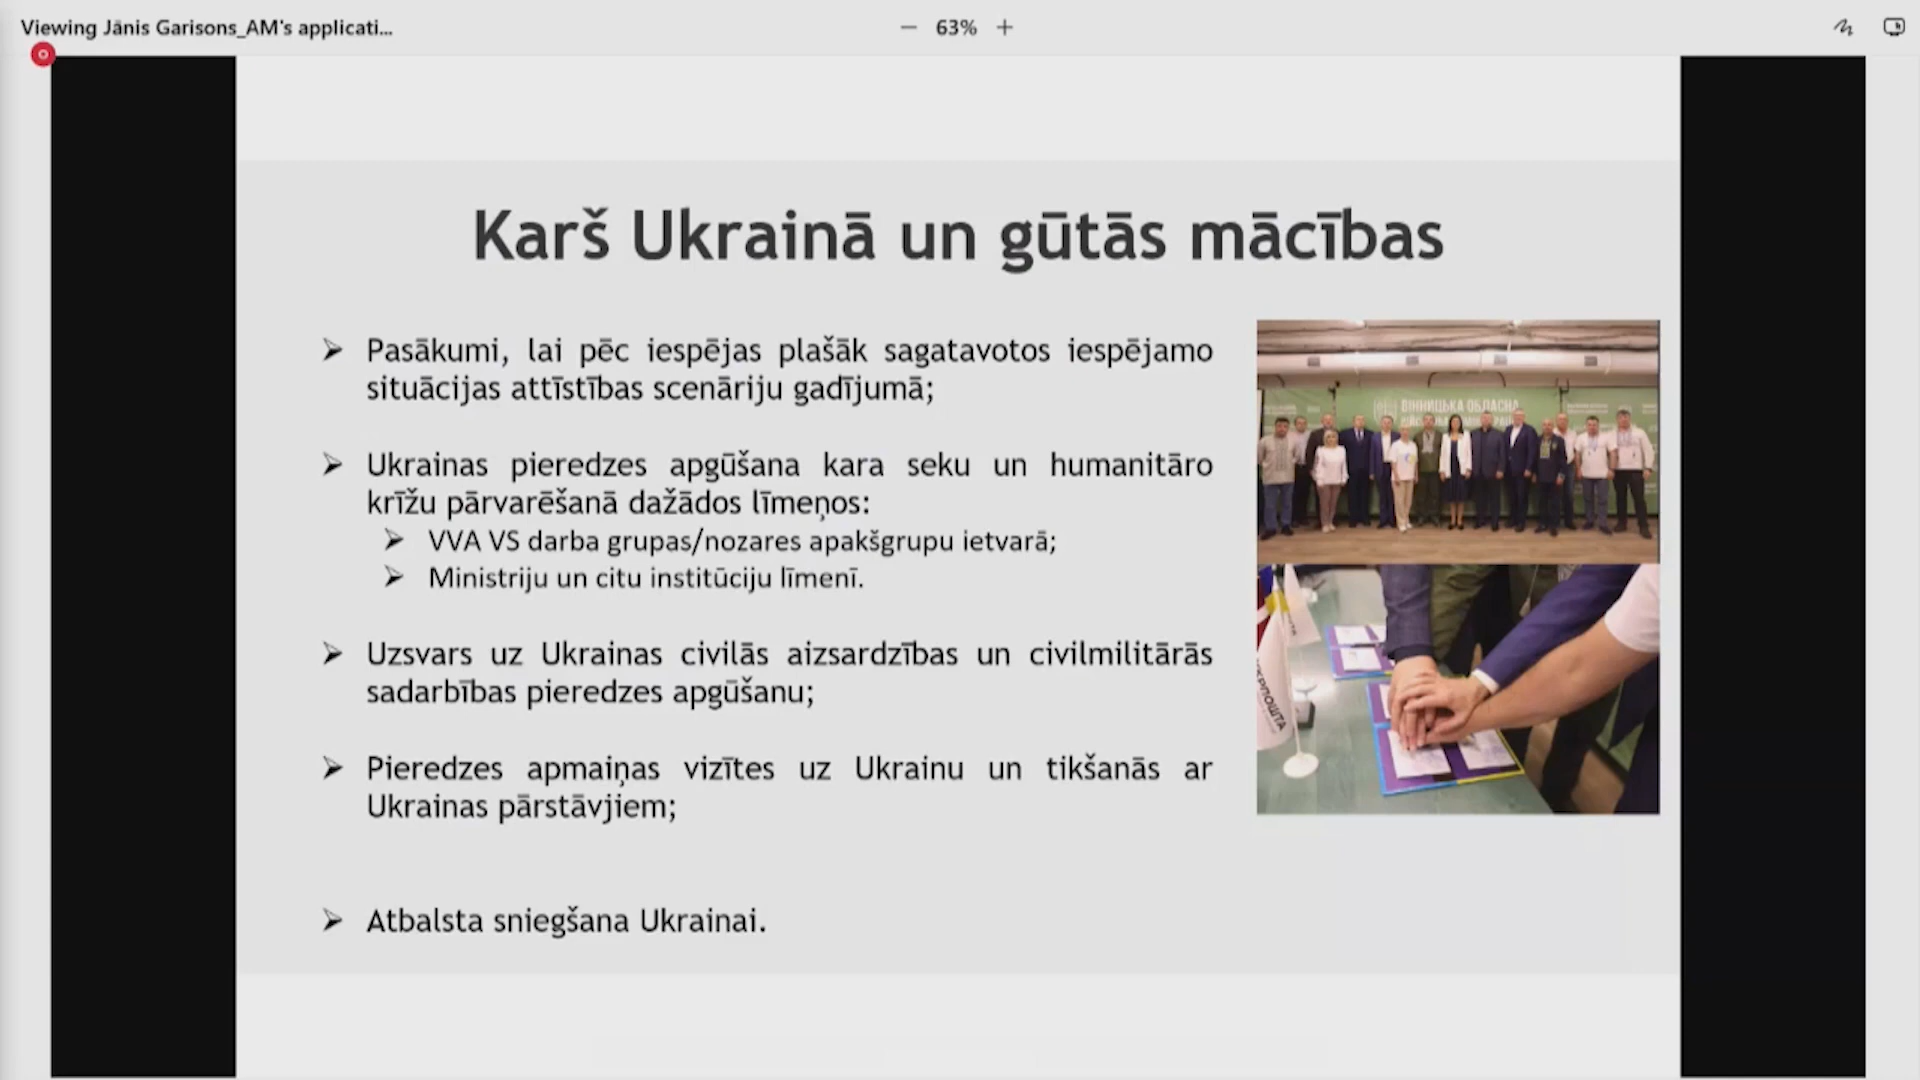 Viewing Jānis Garisons_AM's applicati...
63%
Karš Ukrainā un gūtās mācības
Pasākumi, lai pēc iespējas plašāk sagatavotos iespējamo
situācijas attīstības scenāriju gadījumā;
Ukrainas pieredzes apgūšana kara seku un humanitāro
krīžu pārvarēšanā dažādos līmeņos:
VVA VS darba grupas/nozares apakšgrupu ietvarā;
Ministriju un citu institūciju līmenī.
Uzsvars uz Ukrainas civilās aizsardzības un civilmilitārās
sadarbības pieredzes apgūšanu;
Pieredzes apmaiņas vizītes uz Ukrainu un tikšanās ar
Ukrainas pārstāvjiem;
Atbalsta sniegšana Ukrainai.
ВІННИЦЬКА ОБЛАСНА